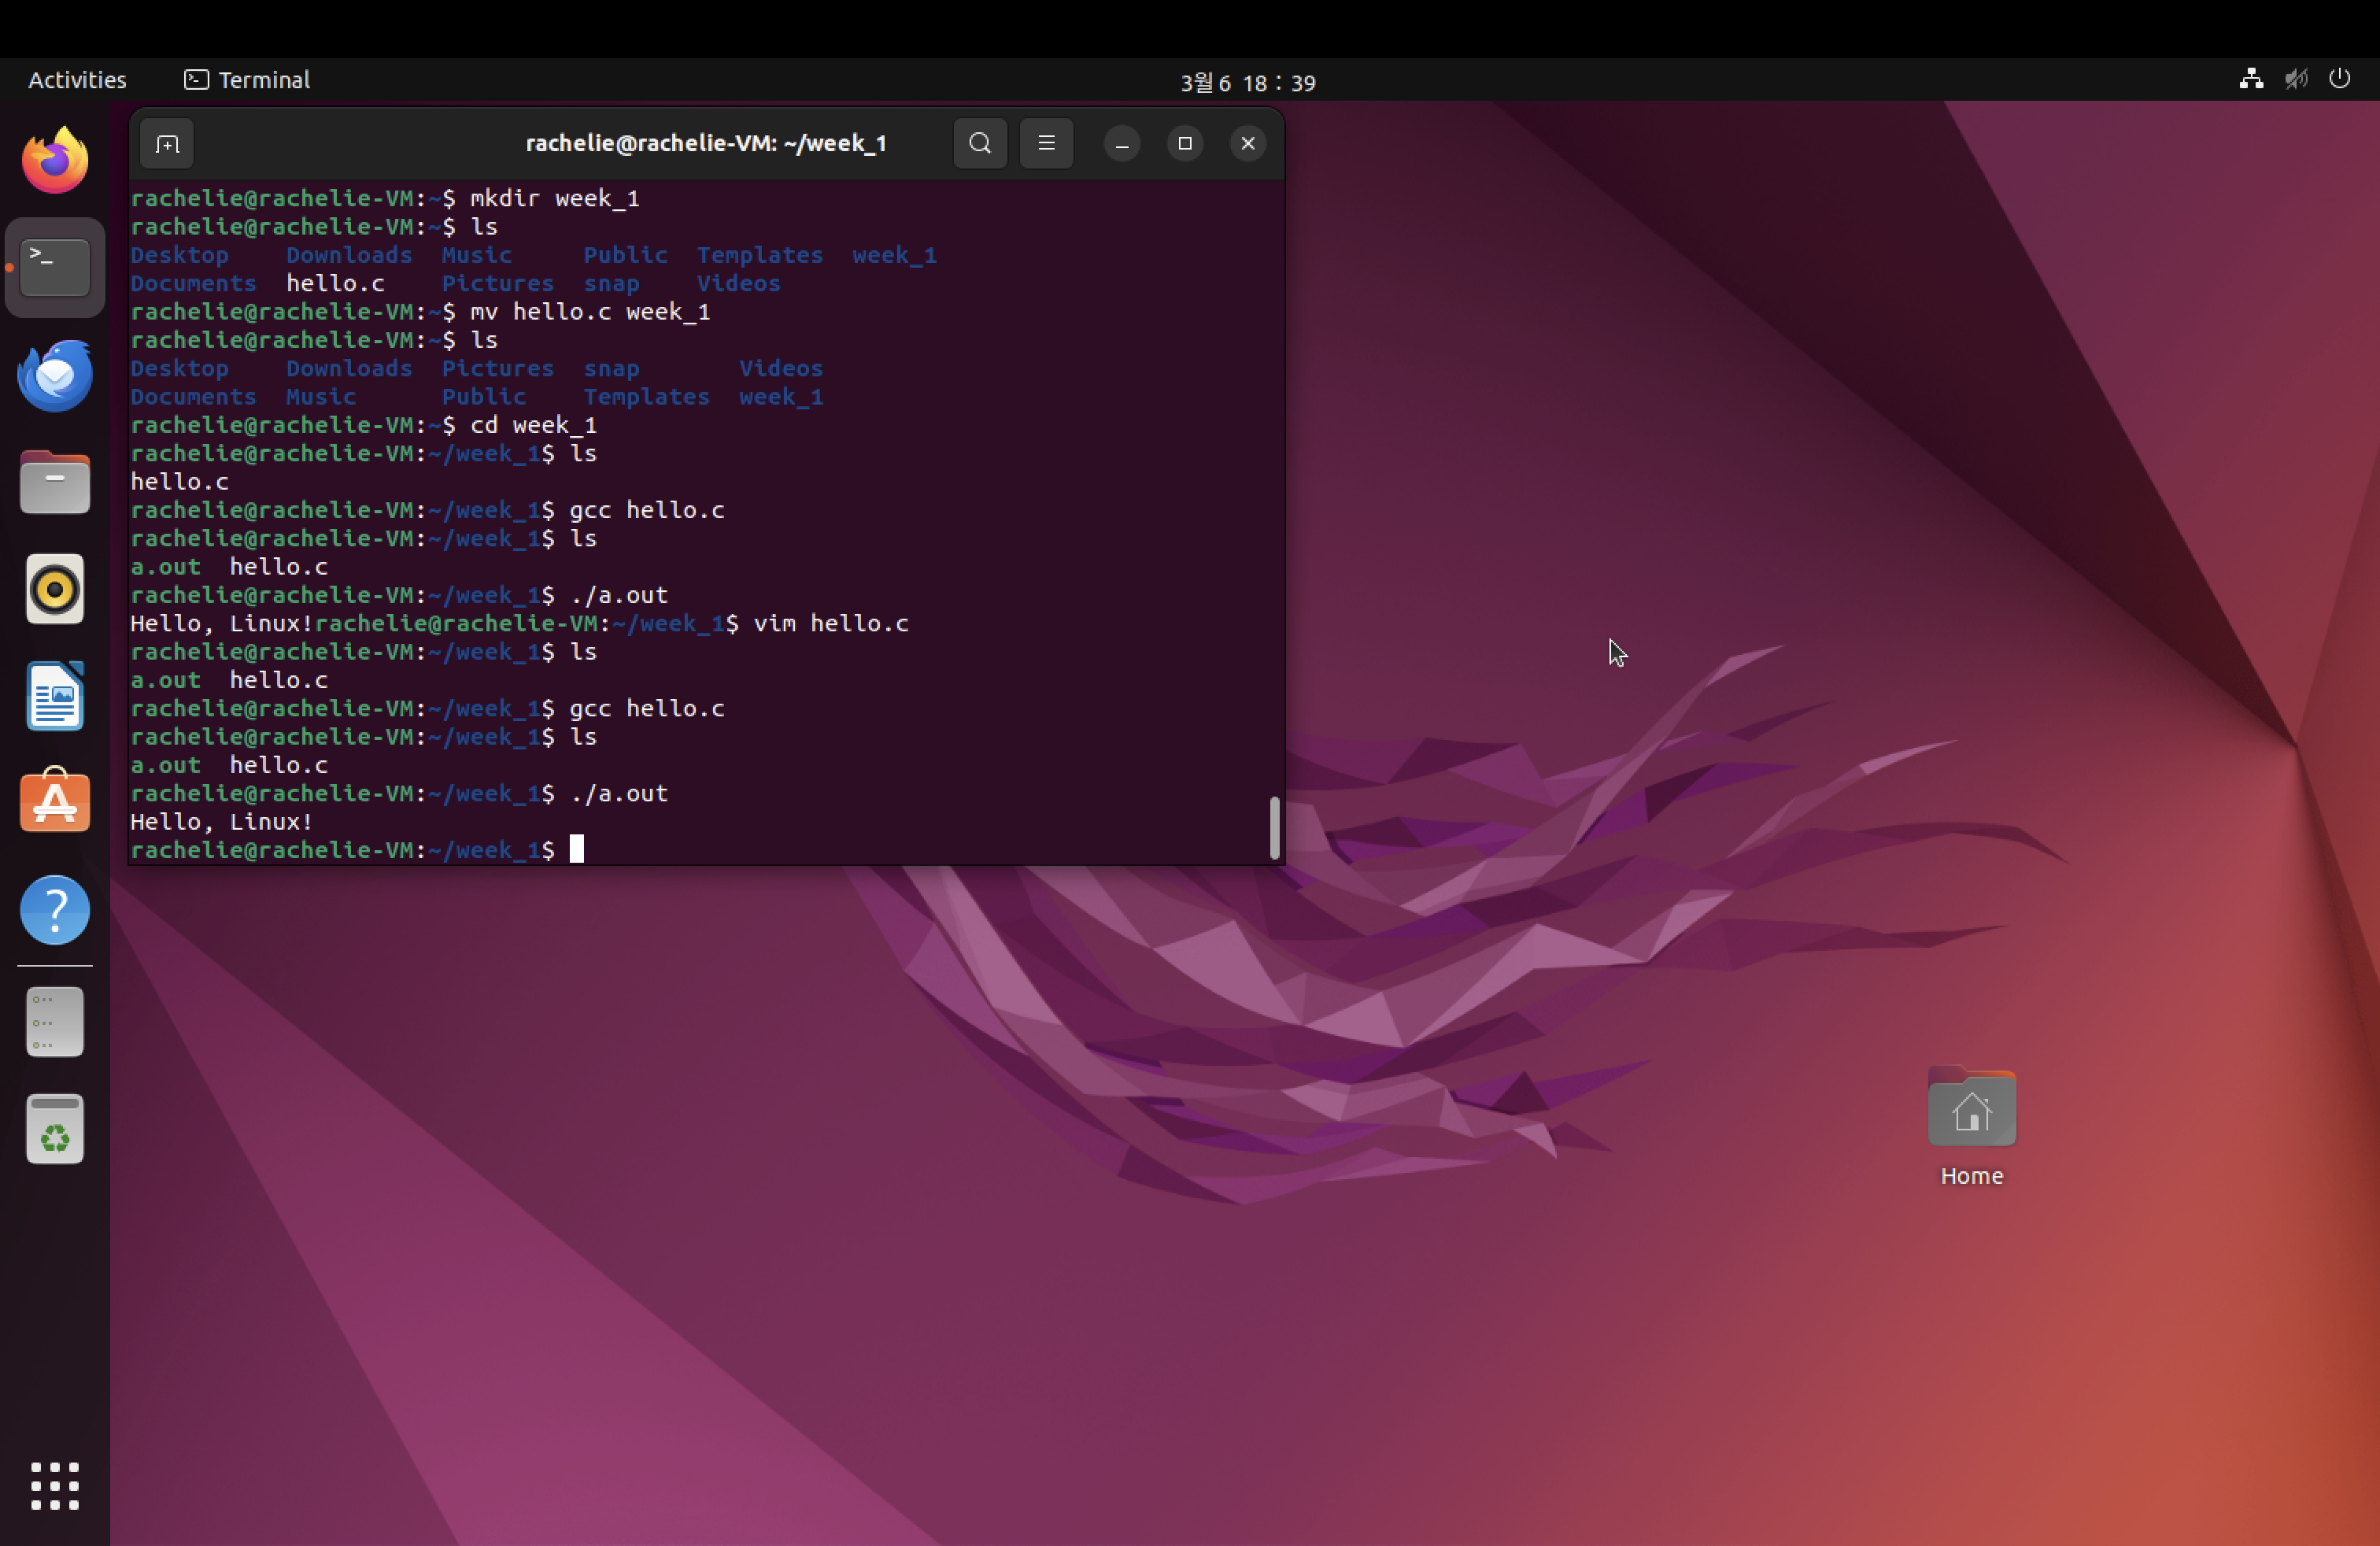 Activities Terminal 3월 6 18 : 39
rachelie@rachelie-VM: ~/week_1
rachelie@rachelie-VM:~$ mkdir week_1
rachelie@rachelie-VM:~$ ls
Desktop Downloads Music Public Templates week_1
Documents hello.c Pictures snap Videos
rachelie@rachelie-VM:~$ mv hello.c week_1
rachelie@rachelie-VM:~$ ls
Desktop Downloads Pictures snap Videos
Documents Music Public Templates week_1
rachelie@rachelie-VM:~$ cd week_1
rachelie@rachelie-VM:~/week_1$ ls
hello.c
rachelie@rachelie-VM:~/week_1$ gcc hello.c
rachelie@rachelie-VM:~/week_1$ ls
a.out hello.c
rachelie@rachelie-VM:~/week_1$ ./a.out
Hello, Linux!rachelie@rachelie-VM:~/week_1$ vim hello.c
rachelie@rachelie-VM:~/week_1$ ls
a.out hello.c
rachelie@rachelie-VM:~/week_1$ gcc hello.c
rachelie@rachelie-VM:~/week_1$ ls
a.out hello.c
rachelie@rachelie-VM:~/week_1$ ./a.out
Hello, Linux!
rachelie@rachelie-VM:~/week_1$
Home